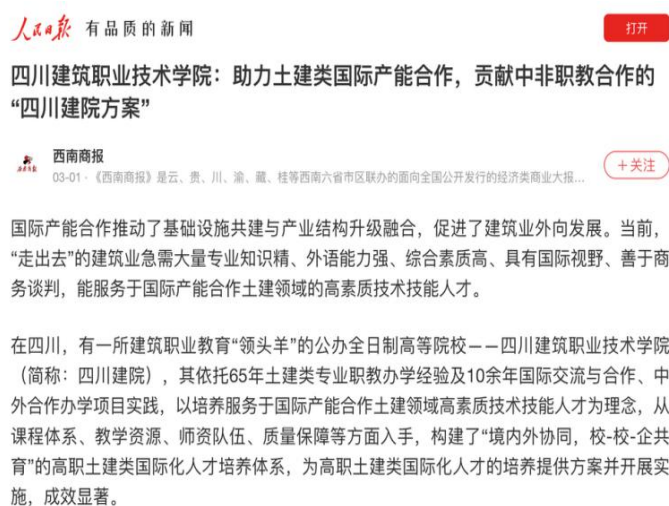 人民日报 有品质的新闻 打开
四川建筑职业技术学院：助力土建类国际产能合作，贡献中非职教合作的
“四川建院方案”
西南商报
03-01 · 《西南商报》是云、贵、川、渝、藏、桂等西南六省市区联办的面向全国公开发行的经济类商业大报...
＋关注
国际产能合作推动了基础设施共建与产业结构升级融合，促进了建筑业外向发展。当前，
“走出去”的建筑业急需大量专业知识精、外语能力强、综合素质高、具有国际视野、善于商
务谈判，能服务于国际产能合作土建领域的高素质技术技能人才。
在四川，有一所建筑职业教育“领头羊”的公办全日制高等院校——四川建筑职业技术学院
（简称：四川建院），其依托65年土建类专业职教办学经验及10余年国际交流与合作、中
外合作办学项目实践，以培养服务于国际产能合作土建领域高素质技术技能人才为理念，从
课程体系、教学资源、师资队伍、质量保障等方面入手，构建了“境内外协同，校-校-企共
育”的高职土建类国际化人才培养体系，为高职土建类国际化人才的培养提供方案并开展实
施，成效显著。